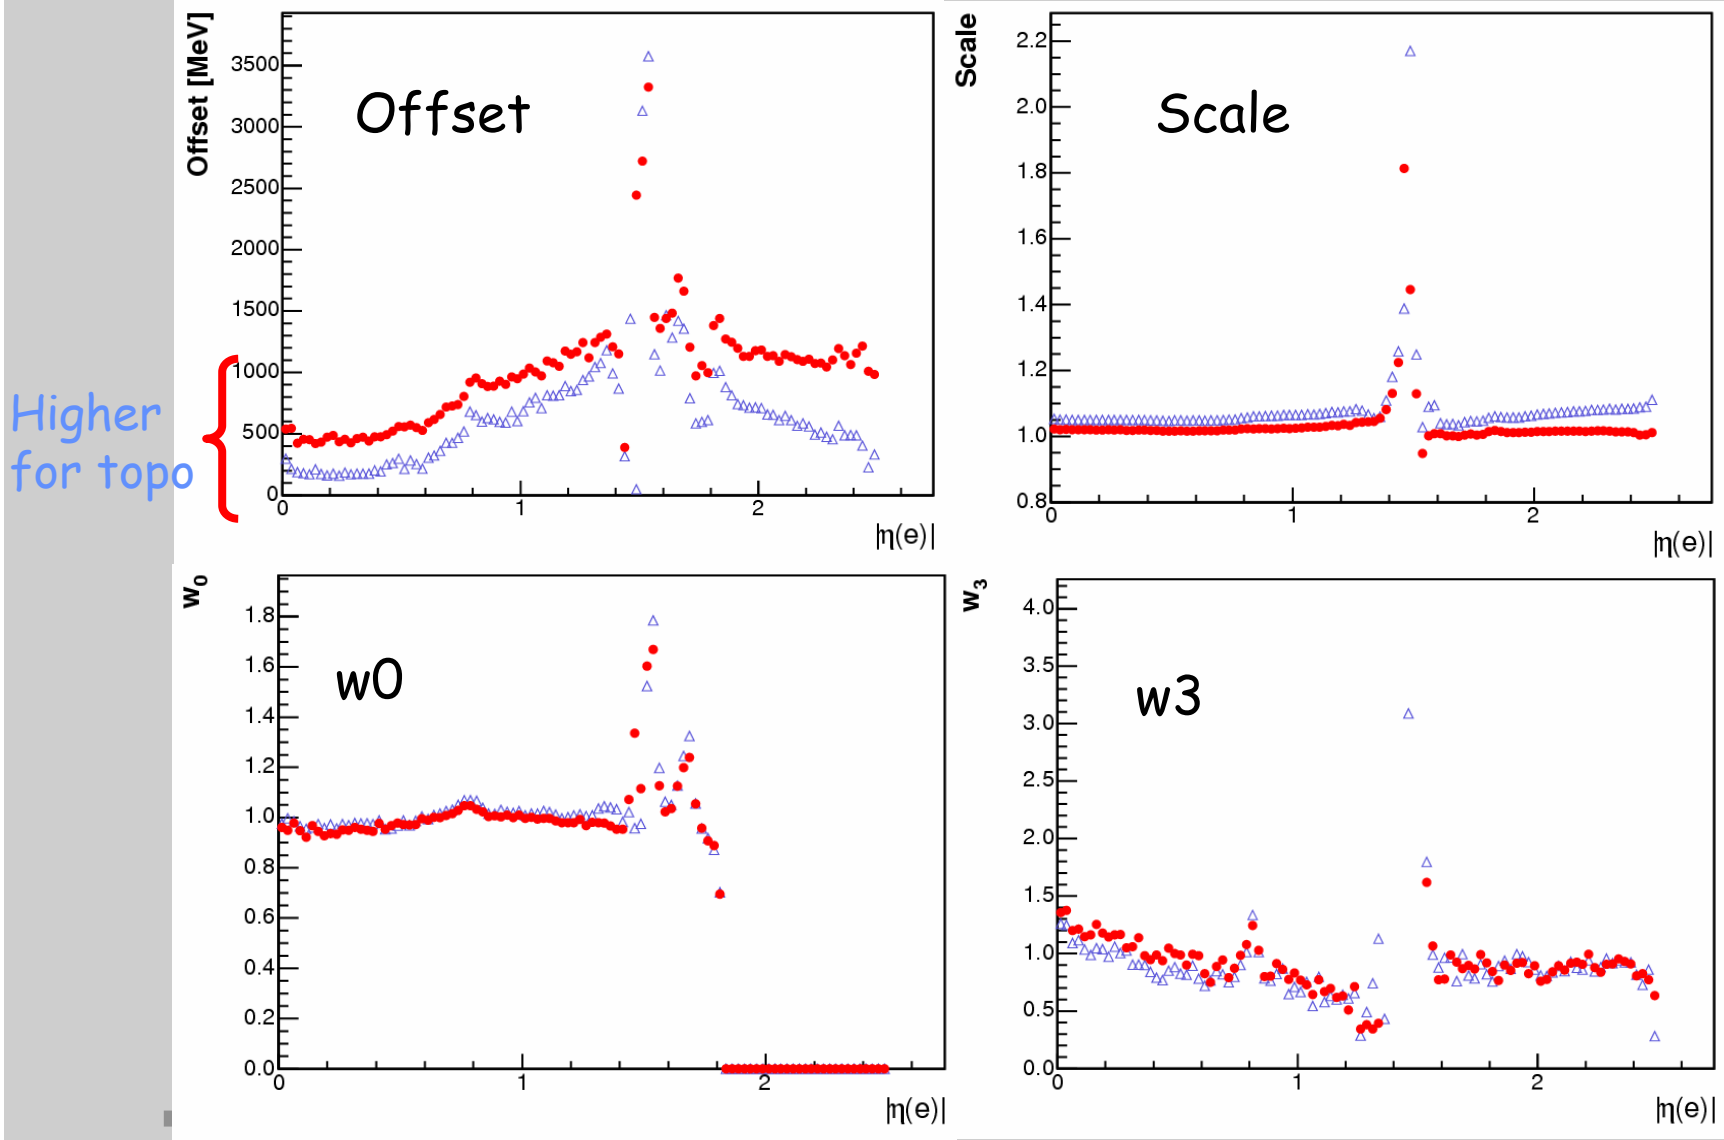 Offset [MeV]
Offset
3500
3000
2500
2000
1500
1000
500
0
0 1 2
|η(e)|
Higher
for topo
Scale
Scale
2.2
2.0
1.8
1.6
1.4
1.2
1.0
0.8
0 1 2
|η(e)|
w0
w0
1.8
1.6
1.4
1.2
1.0
0.8
0.6
0.4
0.2
0.0
0 1 2
|η(e)|
w3
w3
4.0
3.5
3.0
2.5
2.0
1.5
1.0
0.5
0.0
0 1 2
|η(e)|